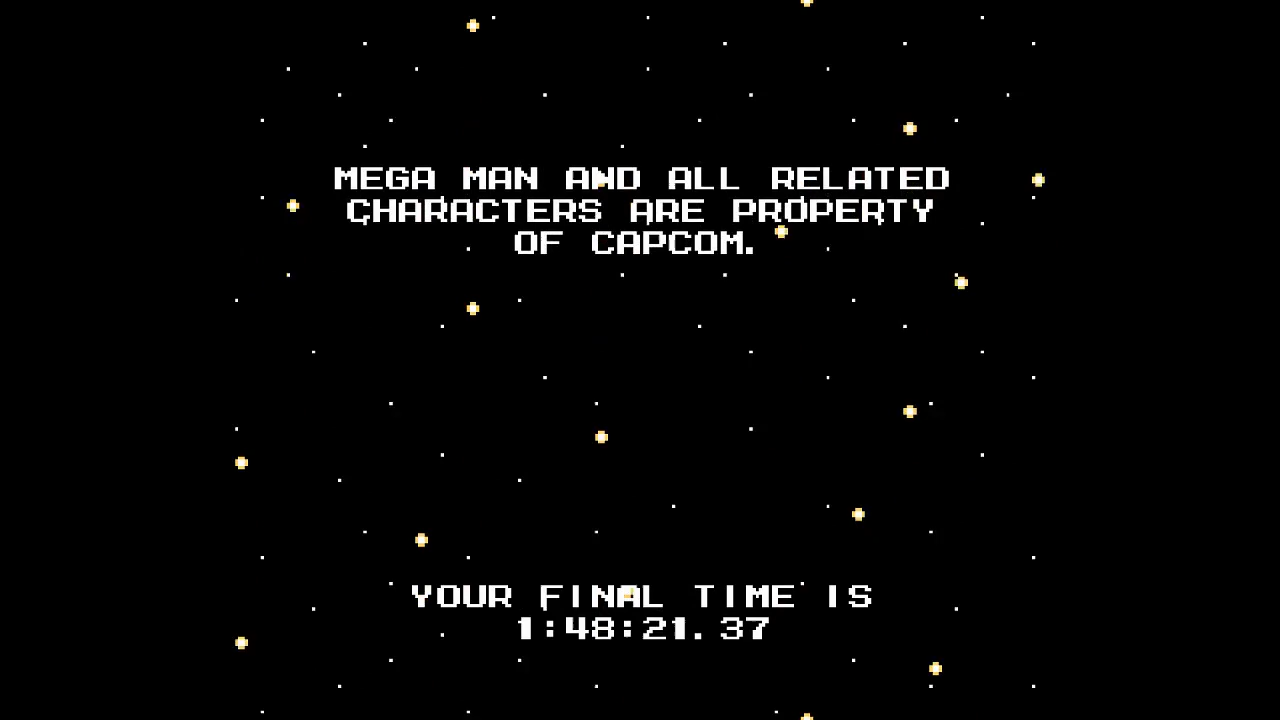 MEGA MAN AND ALL RELATED
CHARACTERS ARE PROPERTY
OF CAPCOM.
YOUR FINAL TIME IS
1:48:21.37